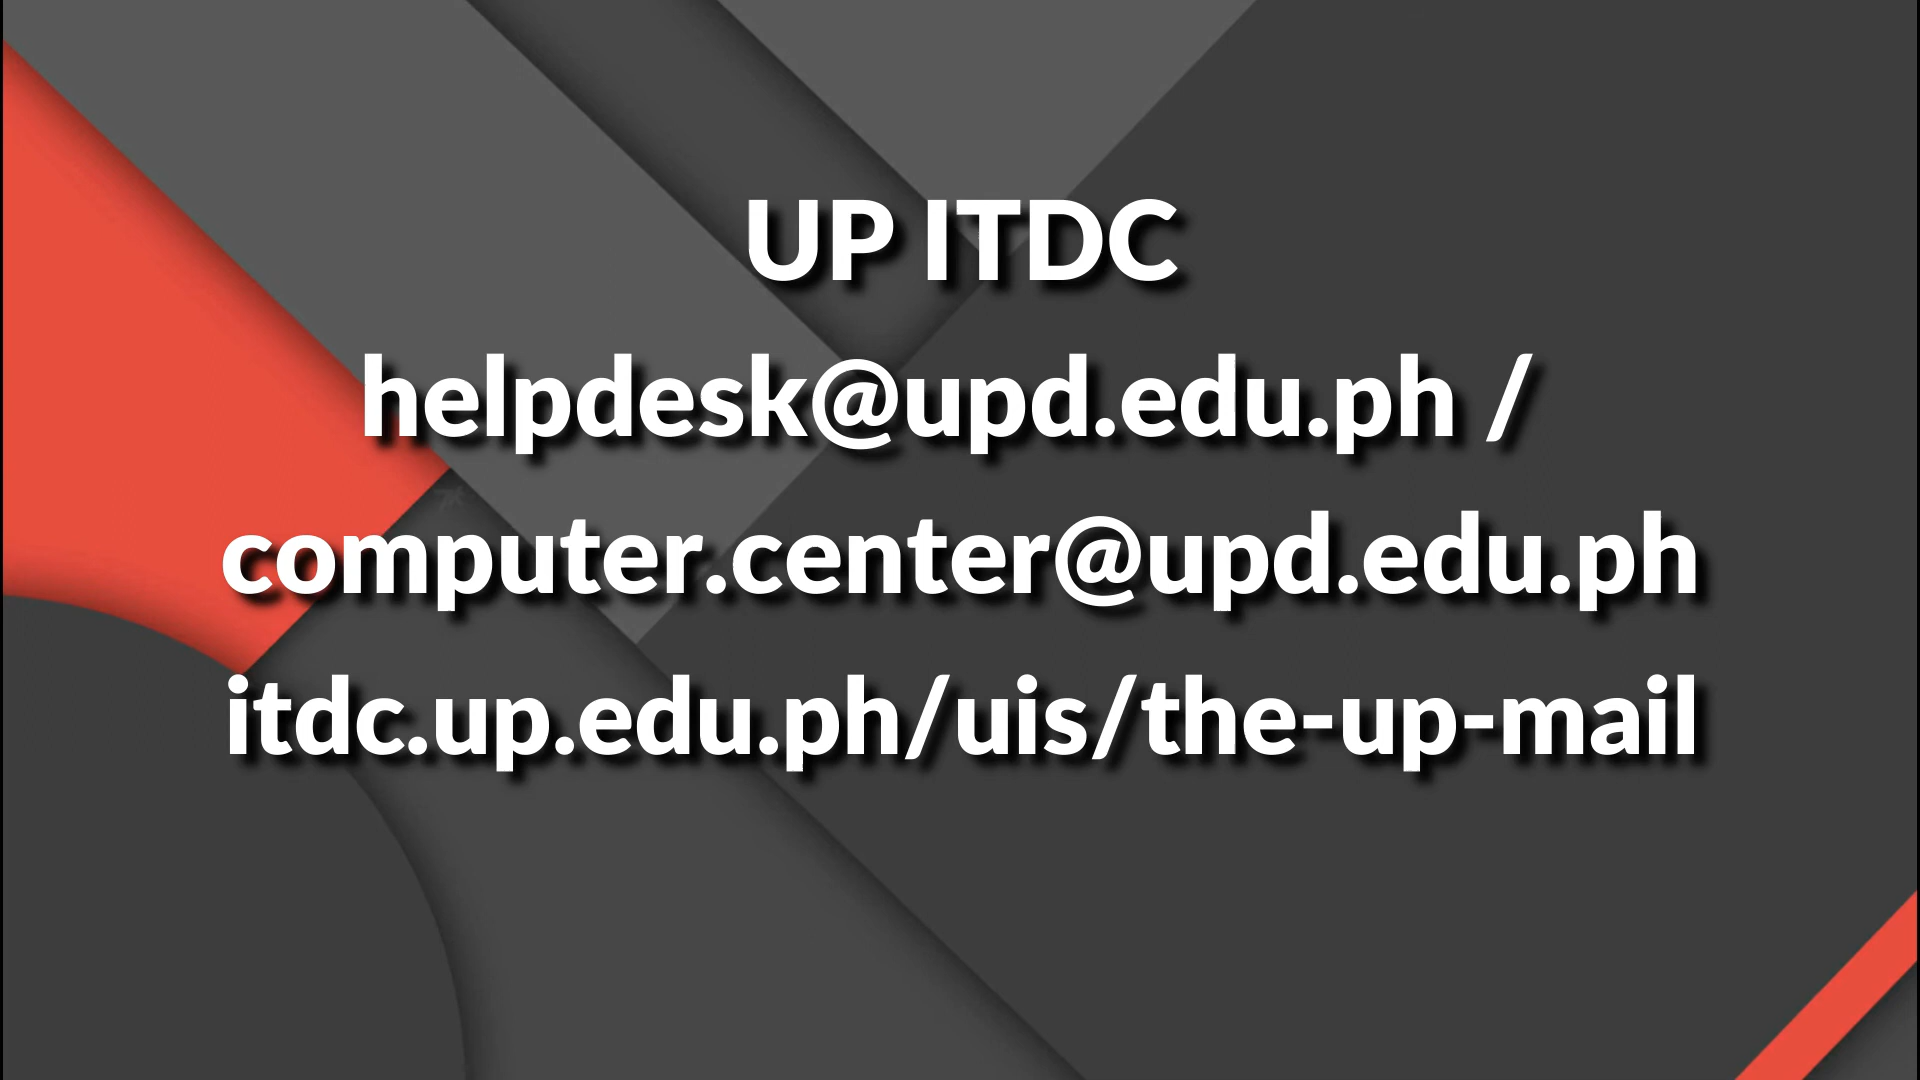 UP ITDC
helpdesk@upd.edu.ph /
computer.center@upd.edu.ph
itdc.up.edu.ph/uis/the-up-mail